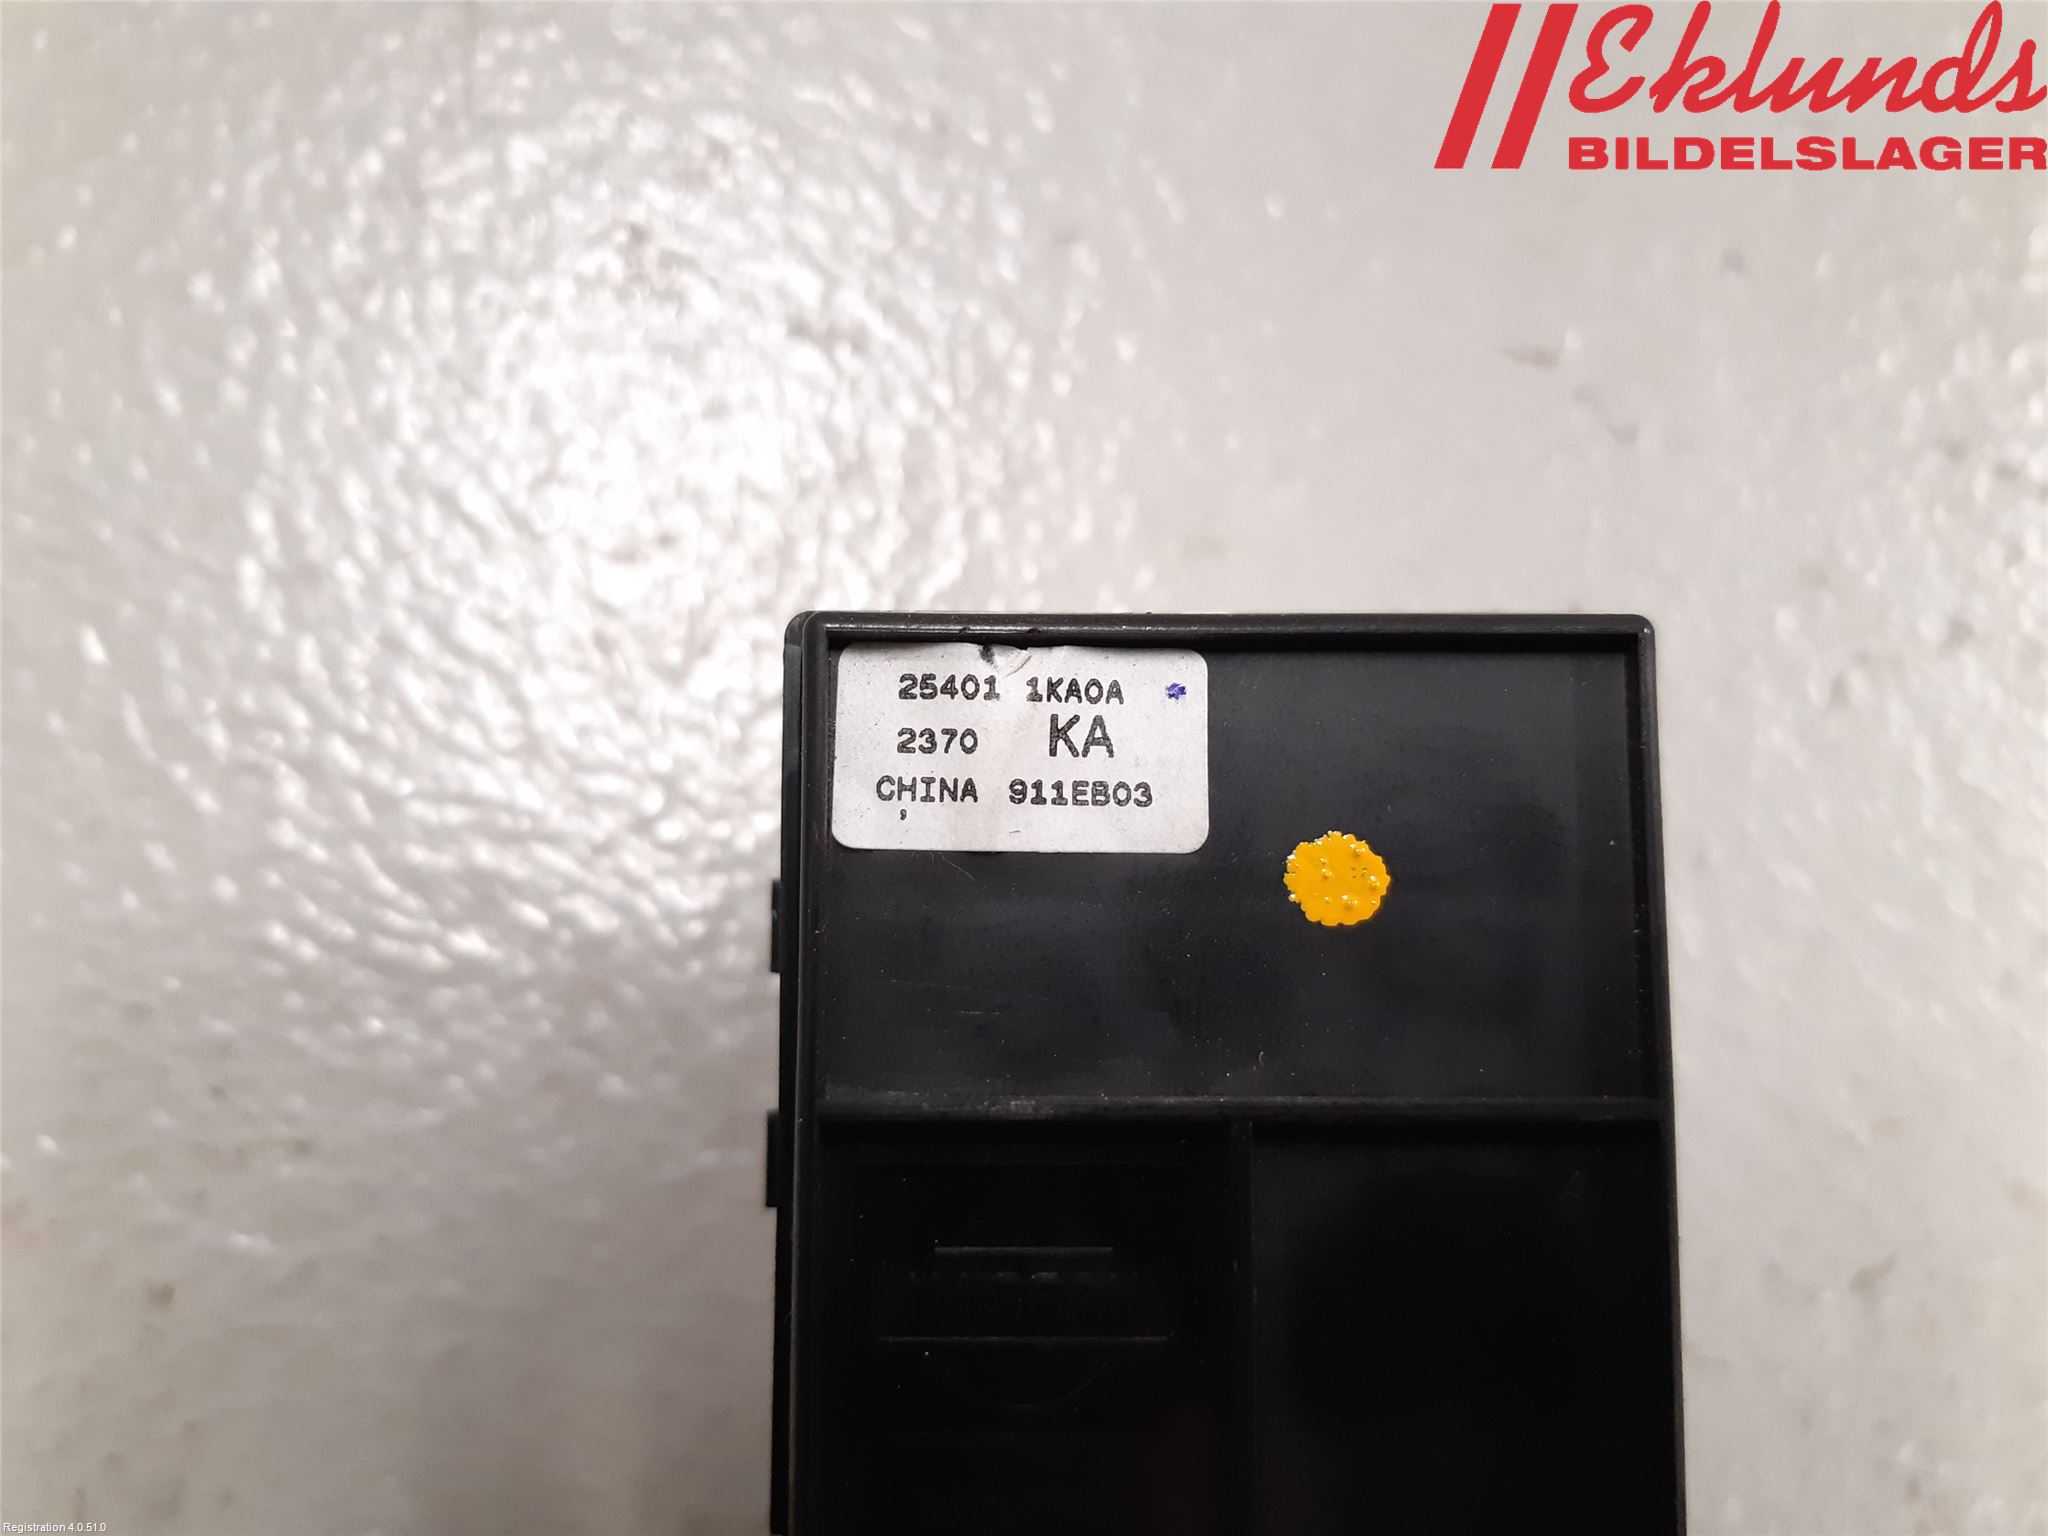 Eklunds
BILDELSLAGER
25401 1KA0A
2370 KA
CHINA 911EB03
Registration 4.0.51.0